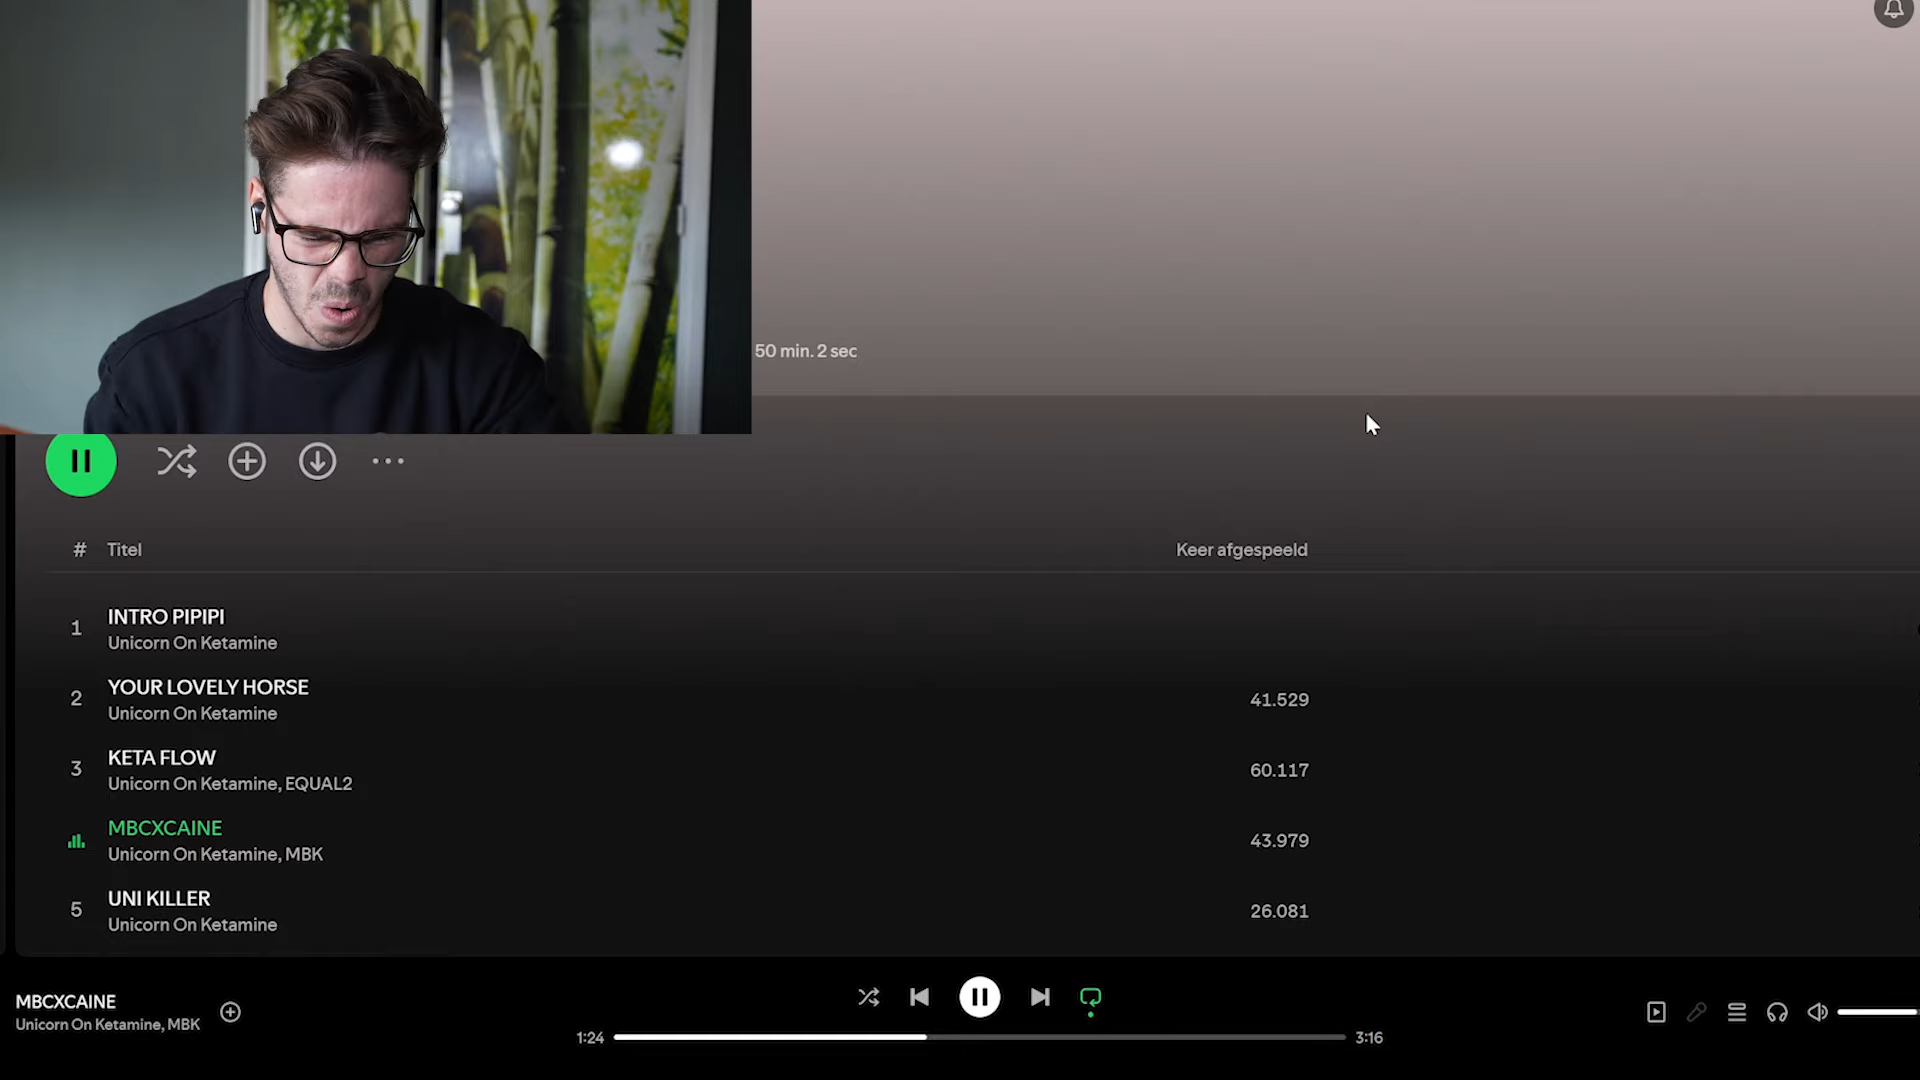 50 min. 2 sec
# Titel Keer afgespeeld
1 INTRO PIPIPI
Unicorn On Ketamine
2 YOUR LOVELY HORSE 41.529
Unicorn On Ketamine
3 KETA FLOW 60.117
Unicorn On Ketamine, EQUAL2
MBCXCAINE 43.979
Unicorn On Ketamine, MBK
5 UNI KILLER 26.081
Unicorn On Ketamine
MBCXCAINE
Unicorn On Ketamine, MBK
1:24 3:16